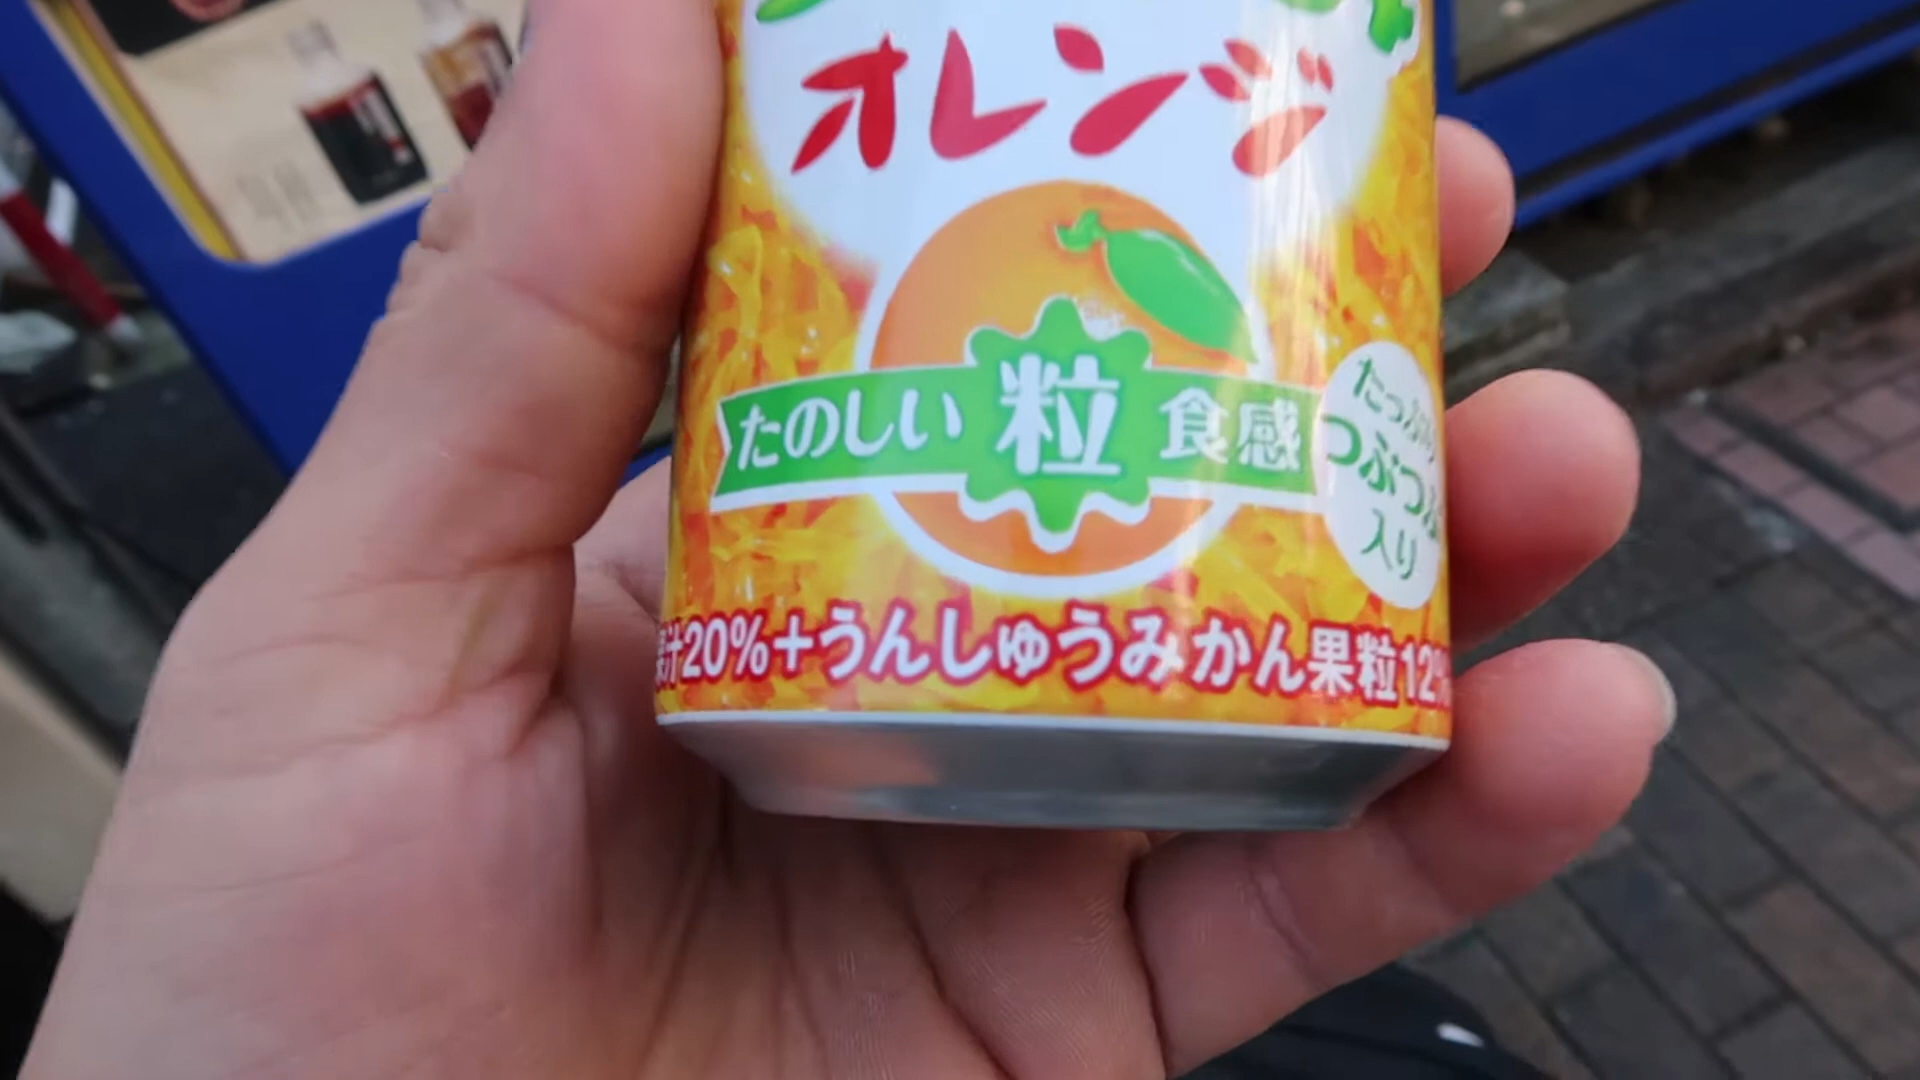 オレンジ
たのしい 粒 食感
たっぷり
つぶつぶ
入り
果汁20%+うんしゅうみかん果粒12%